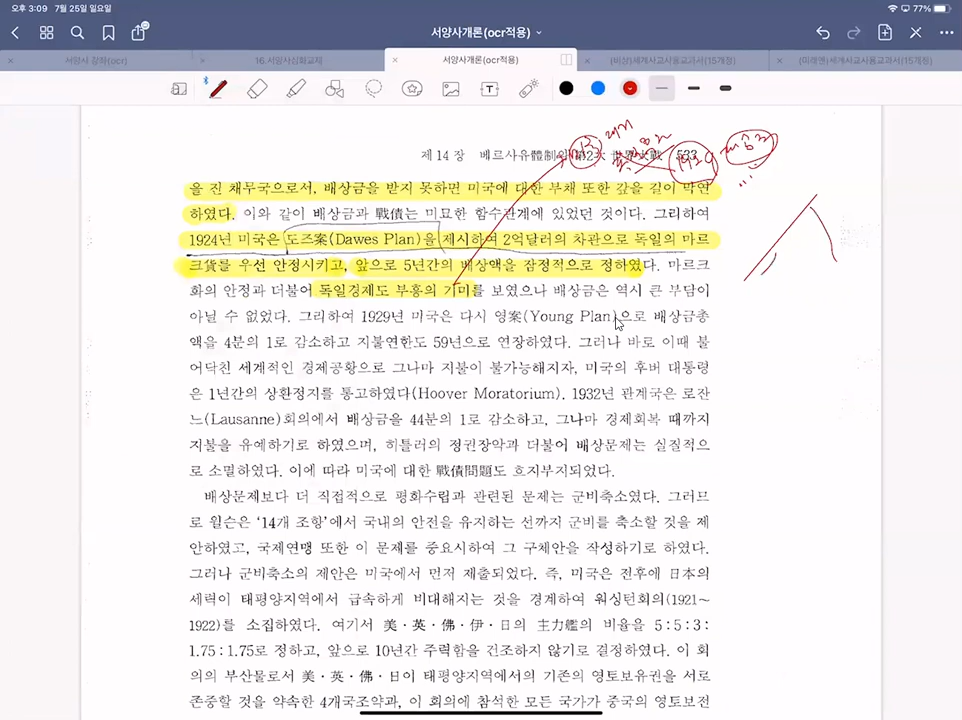 오후 3:09 7월 25일 일요일
77%
서양사개론(ocr적용)
서양사 강좌(ocr)
16.서양사심화교재
서양사개론(ocr적용)
(비상)세계사교사용교과서(15개정)
(미래엔)세계사교사용교과서(15개정)
第 14 章 베르사유體制와 第2次 世界大戰 533
1929
을 진 채무국으로서, 배상금을 받지 못하면 미국에 대한 부채 또한 갚을 길이 막연
하였다. 이와 같이 배상금과 戰債는 미묘한 함수관계에 있었던 것이다. 그리하여
1924년 미국은 도즈案(Dawes Plan)을 제시하여 2억달러의 차관으로 독일의 마르
크貨를 우선 안정시키고, 앞으로 5년간의 배상액을 잠정적으로 정하였다. 마르크
화의 안정과 더불어 독일경제도 부흥의 기미를 보였으나 배상금은 역시 큰 부담이
아닐 수 없었다. 그리하여 1929년 미국은 다시 영案(Young Plan)으로 배상금총
액을 4분의 1로 감소하고 지불연한도 59년으로 연장하였다. 그러나 바로 이때 불
어닥친 세계적인 경제공황으로 그나마 지불이 불가능해지자, 미국의 후버 대통령
은 1년간의 상환정지를 통고하였다(Hoover Moratorium). 1932년 관계국은 로잔
느(Lausanne)회의에서 배상금을 44분의 1로 감소하고, 그나마 경제회복 때까지
지불을 유예하기로 하였으며, 히틀러의 정권장악과 더불어 배상문제는 실질적으
로 소멸하였다. 이에 따라 미국에 대한 戰債問題도 흐지부지되었다.
배상문제보다 더 직접적으로 평화수립과 관련된 문제는 군비축소였다. 그러므
로 윌슨은 '14개 조항'에서 국내의 안전을 유지하는 선까지 군비를 축소할 것을 제
안하였고, 국제연맹 또한 이 문제를 중요시하여 그 구체안을 작성하기로 하였다.
그러나 군비축소의 제안은 미국에서 먼저 제출되었다. 즉, 미국은 전후에 日本의
세력이 태평양지역에서 급속하게 비대해지는 것을 경계하여 워싱턴회의(1921~
1922)를 소집하였다. 여기서 美·英·佛·伊·日의 主力艦의 비율을 5:5:3:
1.75:1.75로 정하고, 앞으로 10년간 주력함을 건조하지 않기로 결정하였다. 이 회
의의 부산물로서 美·英·佛·日이 태평양지역에서의 기존의 영토보유권을 서로
존중할 것을 약속한 4개국조약과, 이 회의에 참석한 모든 국가가 중국의 영토보전